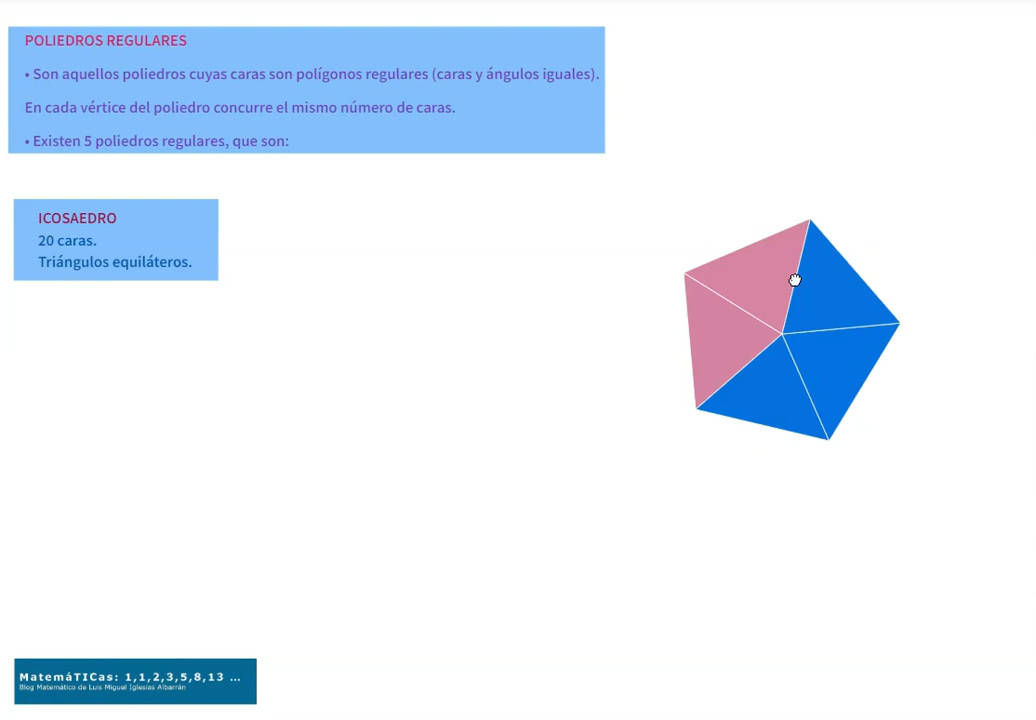 POLIEDROS REGULARES
• Son aquellos poliedros cuyas caras son polígonos regulares (caras y ángulos iguales).
En cada vértice del poliedro concurre el mismo número de caras.
• Existen 5 poliedros regulares, que son:
ICOSAEDRO
20 caras.
Triángulos equiláteros.
MatemáTICas: 1,1,2,3,5,8,13 ...
Blog Matemático de Luis Miguel Iglesias Albarrán